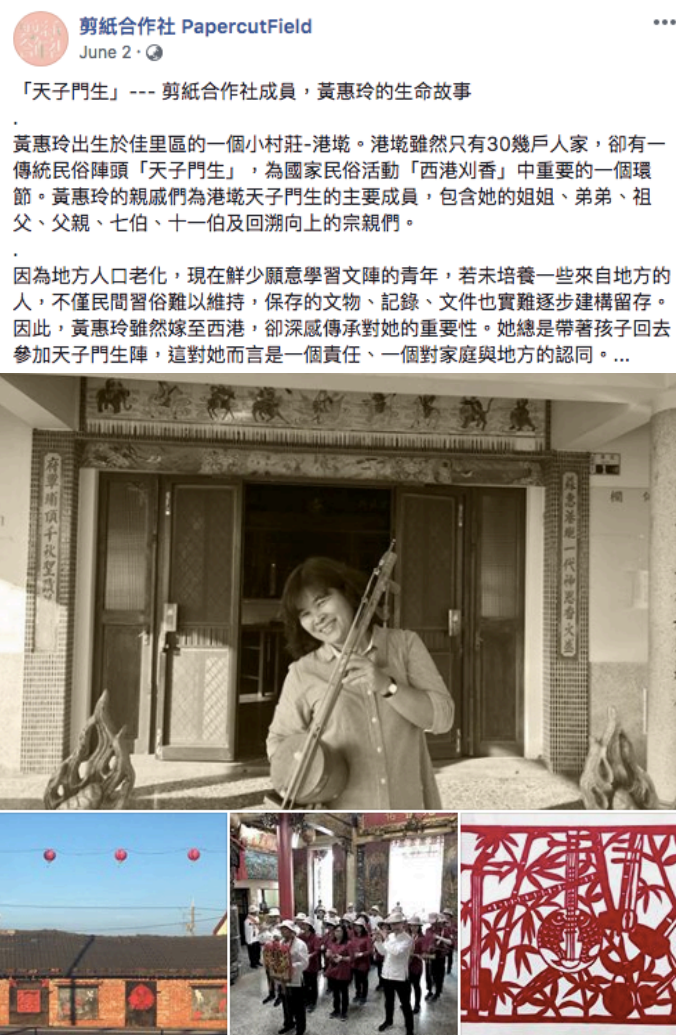 剪紙合作社 PapercutField
June 2 ·
「天子門生」--- 剪紙合作社成員，黃惠玲的生命故事
.
黃惠玲出生於佳里區的一個小村莊-港墘。港墘雖然只有30幾戶人家，卻有一
傳統民俗陣頭「天子門生」，為國家民俗活動「西港刈香」中重要的一個環
節。黃惠玲的親戚們為港墘天子門生的主要成員，包含她的姐姐、弟弟、祖
父、父親、七伯、十一伯及回溯向上的宗親們。
.
因為地方人口老化，現在鮮少願意學習文陣的青年，若未培養一些來自地方的
人，不僅民間習俗難以維持，保存的文物、記錄、文件也實難逐步建構留存。
因此，黃惠玲雖然嫁至西港，卻深感傳承對她的重要性。她總是帶著孩子回去
參加天子門生陣，這對她而言是一個責任、一個對家庭與地方的認同。...